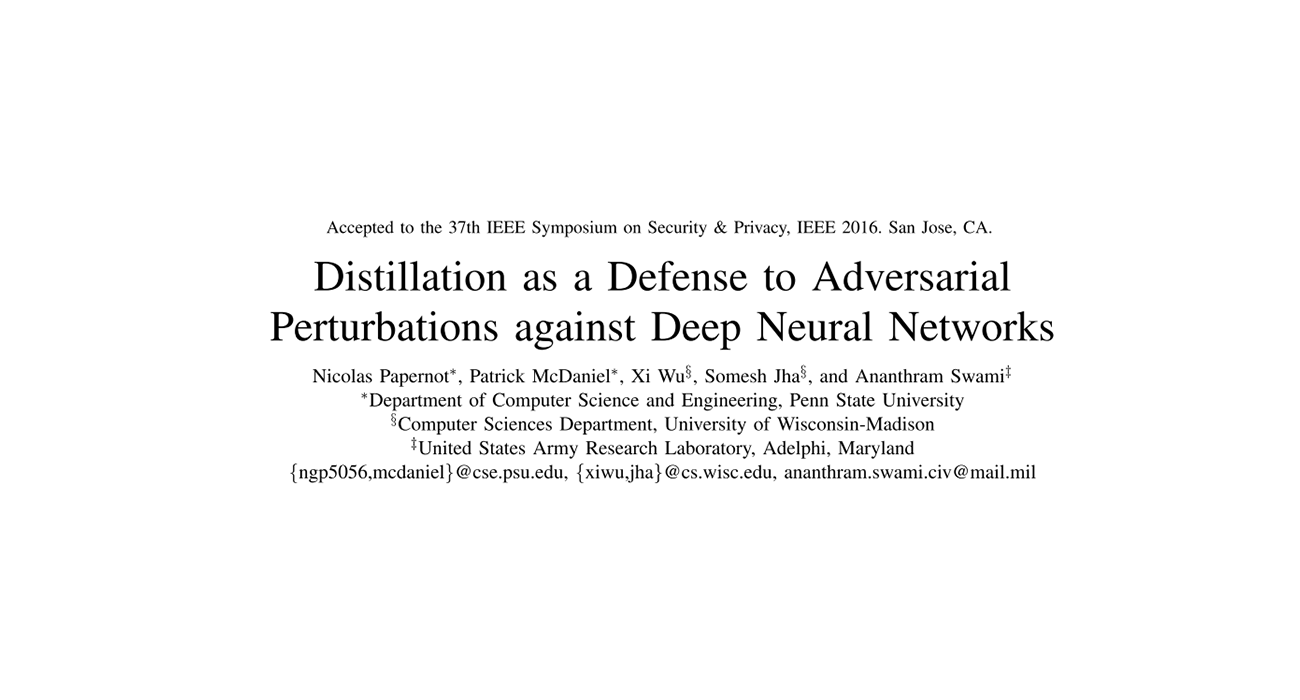 Accepted to the 37th IEEE Symposium on Security & Privacy, IEEE 2016. San Jose, CA.
Distillation as a Defense to Adversarial
Perturbations against Deep Neural Networks
Nicolas Papernot*, Patrick McDaniel*, Xi Wu§, Somesh Jha§, and Ananthram Swami‡
*Department of Computer Science and Engineering, Penn State University
§Computer Sciences Department, University of Wisconsin-Madison
‡United States Army Research Laboratory, Adelphi, Maryland
{ngp5056,mcdaniel}@cse.psu.edu, {xiwu,jha}@cs.wisc.edu, ananthram.swami.civ@mail.mil